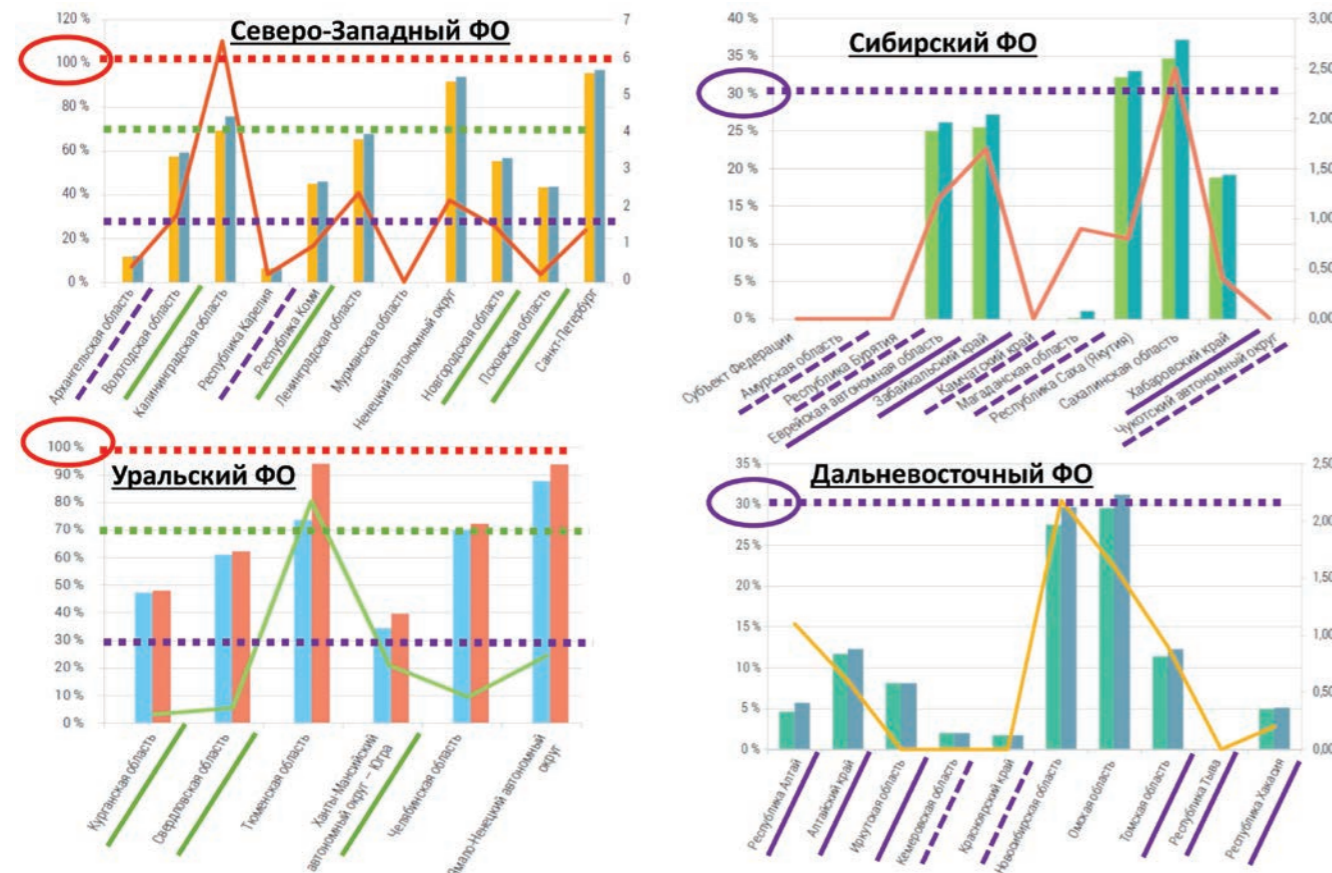 Северо-Западный ФО
120 %
100 %
80 %
60 %
40 %
20 %
0 %
7
6
5
4
3
2
1
0
Архангельская область
Вологодская область
Калининградская область
Республика Карелия
Республика Коми
Ленинградская область
Мурманская область
Ненецкий автономный округ
Новгородская область
Псковская область
Санкт-Петербург
Сибирский ФО
40 %
35 %
30 %
25 %
20 %
15 %
10 %
5 %
0 %
3,00
2,50
2,00
1,50
1,00
0,50
0,00
Субъект Федерации
Амурская область
Республика Бурятия
Еврейская автономная область
Забайкальский край
Камчатский край
Магаданская область
Республика Саха (Якутия)
Сахалинская область
Хабаровский край
Чукотский автономный округ
Уральский ФО
100 %
90 %
80 %
70 %
60 %
50 %
40 %
30 %
20 %
10 %
0 %
Курганская область
Свердловская область
Тюменская область
Ханты-Мансийский
автономный округ – Югра
Челябинская область
Ямало-Ненецкий автономный
округ
Дальневосточный ФО
35 %
30 %
25 %
20 %
15 %
10 %
5 %
0 %
2,50
2,00
1,50
1,00
0,50
0,00
Республика Алтай
Алтайский край
Иркутская область
Кемеровская область
Красноярский край
Новосибирская область
Омская область
Томская область
Республика Тыва
Республика Хакасия